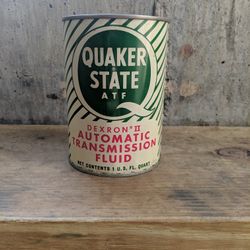 QUAKER
STATE
ATF
DEXRON® II
AUTOMATIC
TRANSMISSION
FLUID
NET CONTENTS 1 U.S. FL. QUART